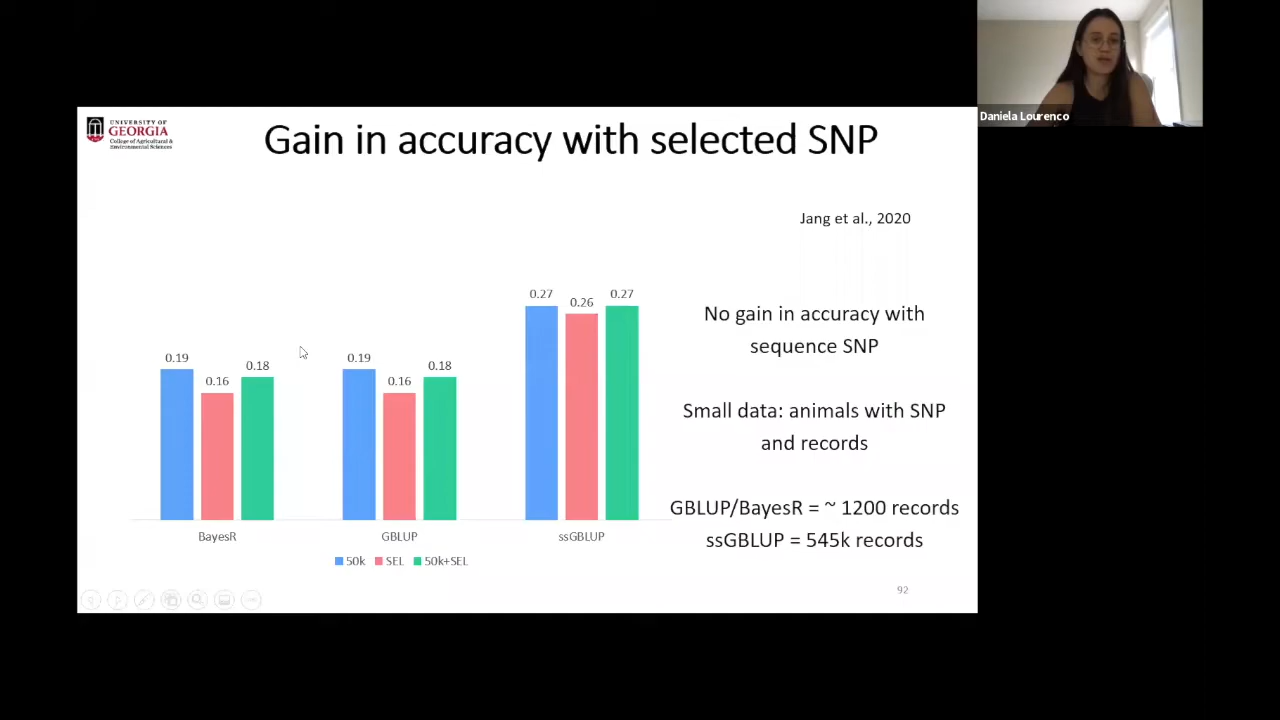 Daniela Lourenco
UNIVERSITY OF
GEORGIA
College of Agricultural &
Environmental Sciences
Gain in accuracy with selected SNP
Jang et al., 2020
0.19
0.16
0.18
0.19
0.16
0.18
0.27
0.26
0.27
BayesR
GBLUP
ssGBLUP
50k
SEL
50k+SEL
No gain in accuracy with
sequence SNP
Small data: animals with SNP
and records
GBLUP/BayesR = ~ 1200 records
ssGBLUP = 545k records
92